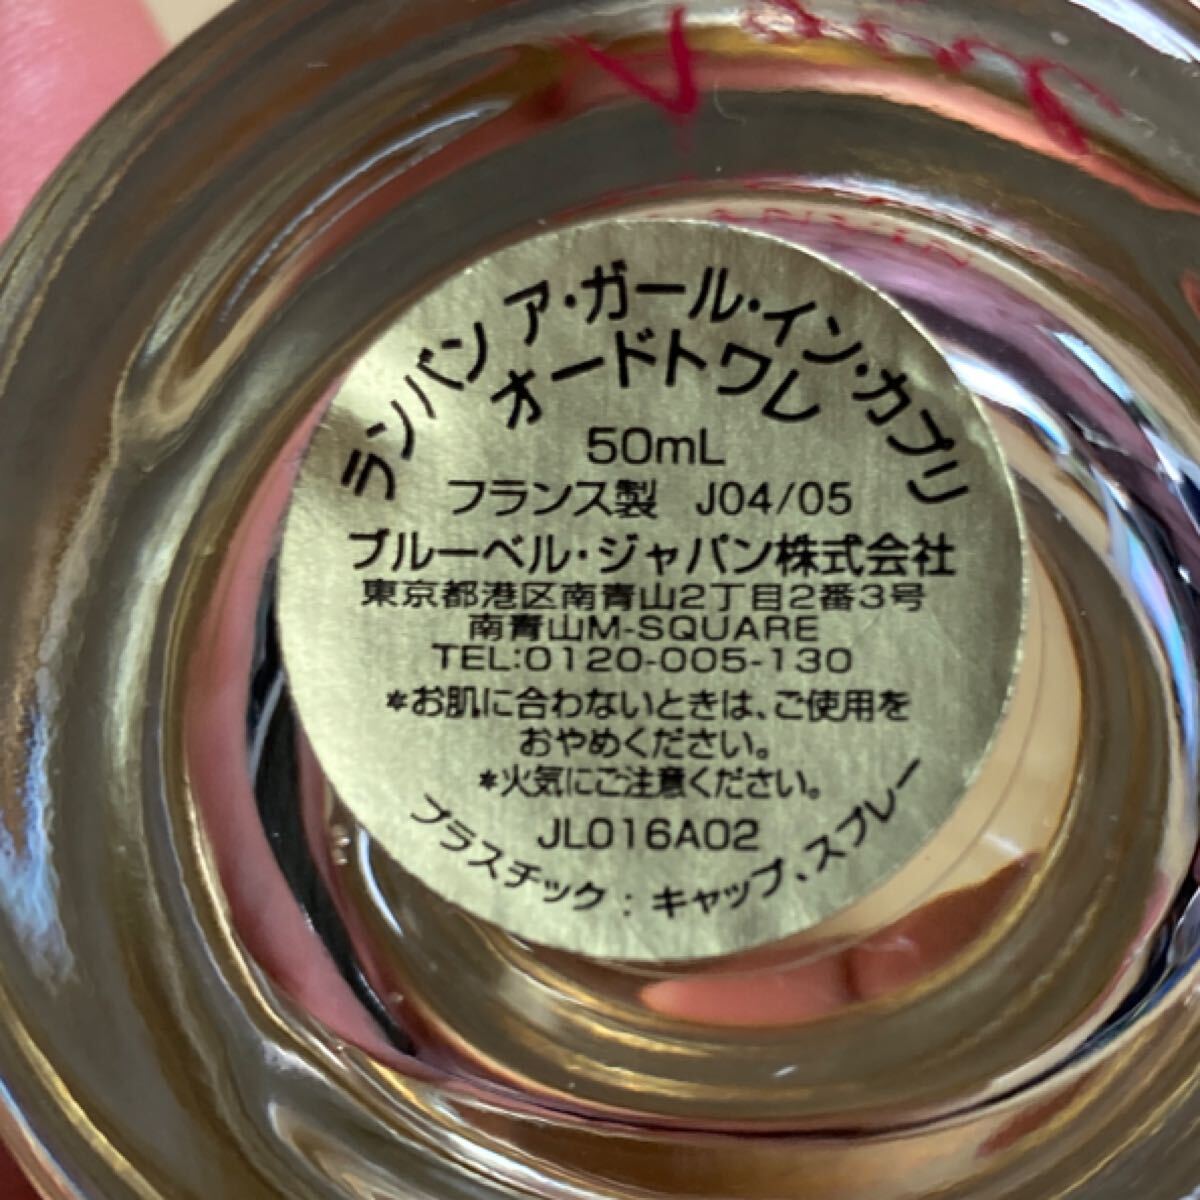 ランバン ア・ガール・イン・カプリ
オードトワレ
50mL
フランス製 J04/05
ブルーベル・ジャパン株式会社
東京都港区南青山2丁目2番3号
南青山M-SQUARE
TEL:0120-005-130
*お肌に合わないときは、ご使用を
おやめください。
*火気にご注意ください。
JL016A02
プラスチック:キャップ、スプレー